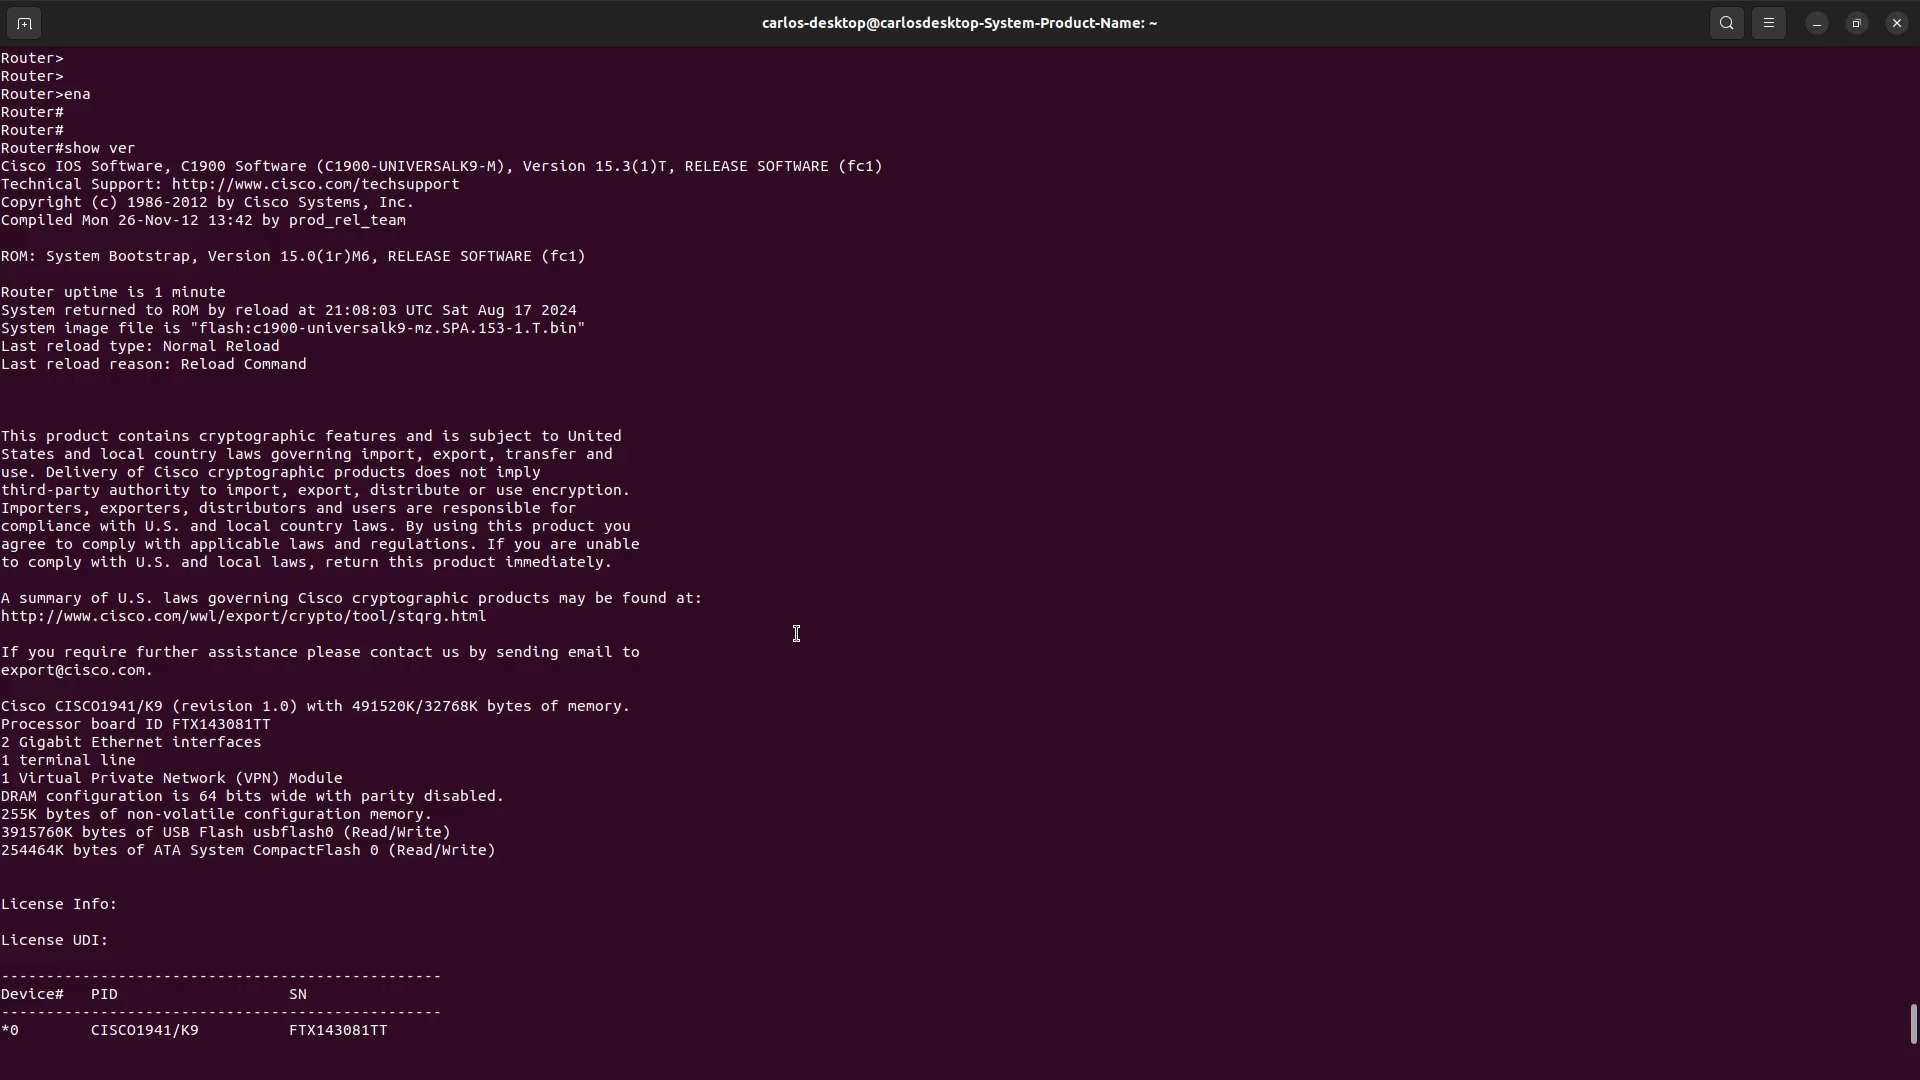 carlos-desktop@carlosdesktop-System-Product-Name: ~
Router>
Router>
Router>ena
Router#
Router#
Router#show ver
Cisco IOS Software, C1900 Software (C1900-UNIVERSALK9-M), Version 15.3(1)T, RELEASE SOFTWARE (fc1)
Technical Support: http://www.cisco.com/techsupport
Copyright (c) 1986-2012 by Cisco Systems, Inc.
Compiled Mon 26-Nov-12 13:42 by prod_rel_team
ROM: System Bootstrap, Version 15.0(1r)M6, RELEASE SOFTWARE (fc1)
Router uptime is 1 minute
System returned to ROM by reload at 21:08:03 UTC Sat Aug 17 2024
System image file is "flash:c1900-universalk9-mz.SPA.153-1.T.bin"
Last reload type: Normal Reload
Last reload reason: Reload Command
This product contains cryptographic features and is subject to United
States and local country laws governing import, export, transfer and
use. Delivery of Cisco cryptographic products does not imply
third-party authority to import, export, distribute or use encryption.
Importers, exporters, distributors and users are responsible for
compliance with U.S. and local country laws. By using this product you
agree to comply with applicable laws and regulations. If you are unable
to comply with U.S. and local laws, return this product immediately.
A summary of U.S. laws governing Cisco cryptographic products may be found at:
http://www.cisco.com/wwl/export/crypto/tool/stqrg.html
If you require further assistance please contact us by sending email to
export@cisco.com.
Cisco CISCO1941/K9 (revision 1.0) with 491520K/32768K bytes of memory.
Processor board ID FTX143081TT
2 Gigabit Ethernet interfaces
1 terminal line
1 Virtual Private Network (VPN) Module
DRAM configuration is 64 bits wide with parity disabled.
255K bytes of non-volatile configuration memory.
3915760K bytes of USB Flash usbflash0 (Read/Write)
254464K bytes of ATA System CompactFlash 0 (Read/Write)
License Info:
License UDI:
-------------------------------------------------
Device#   PID                   SN
-------------------------------------------------
*0        CISCO1941/K9          FTX143081TT